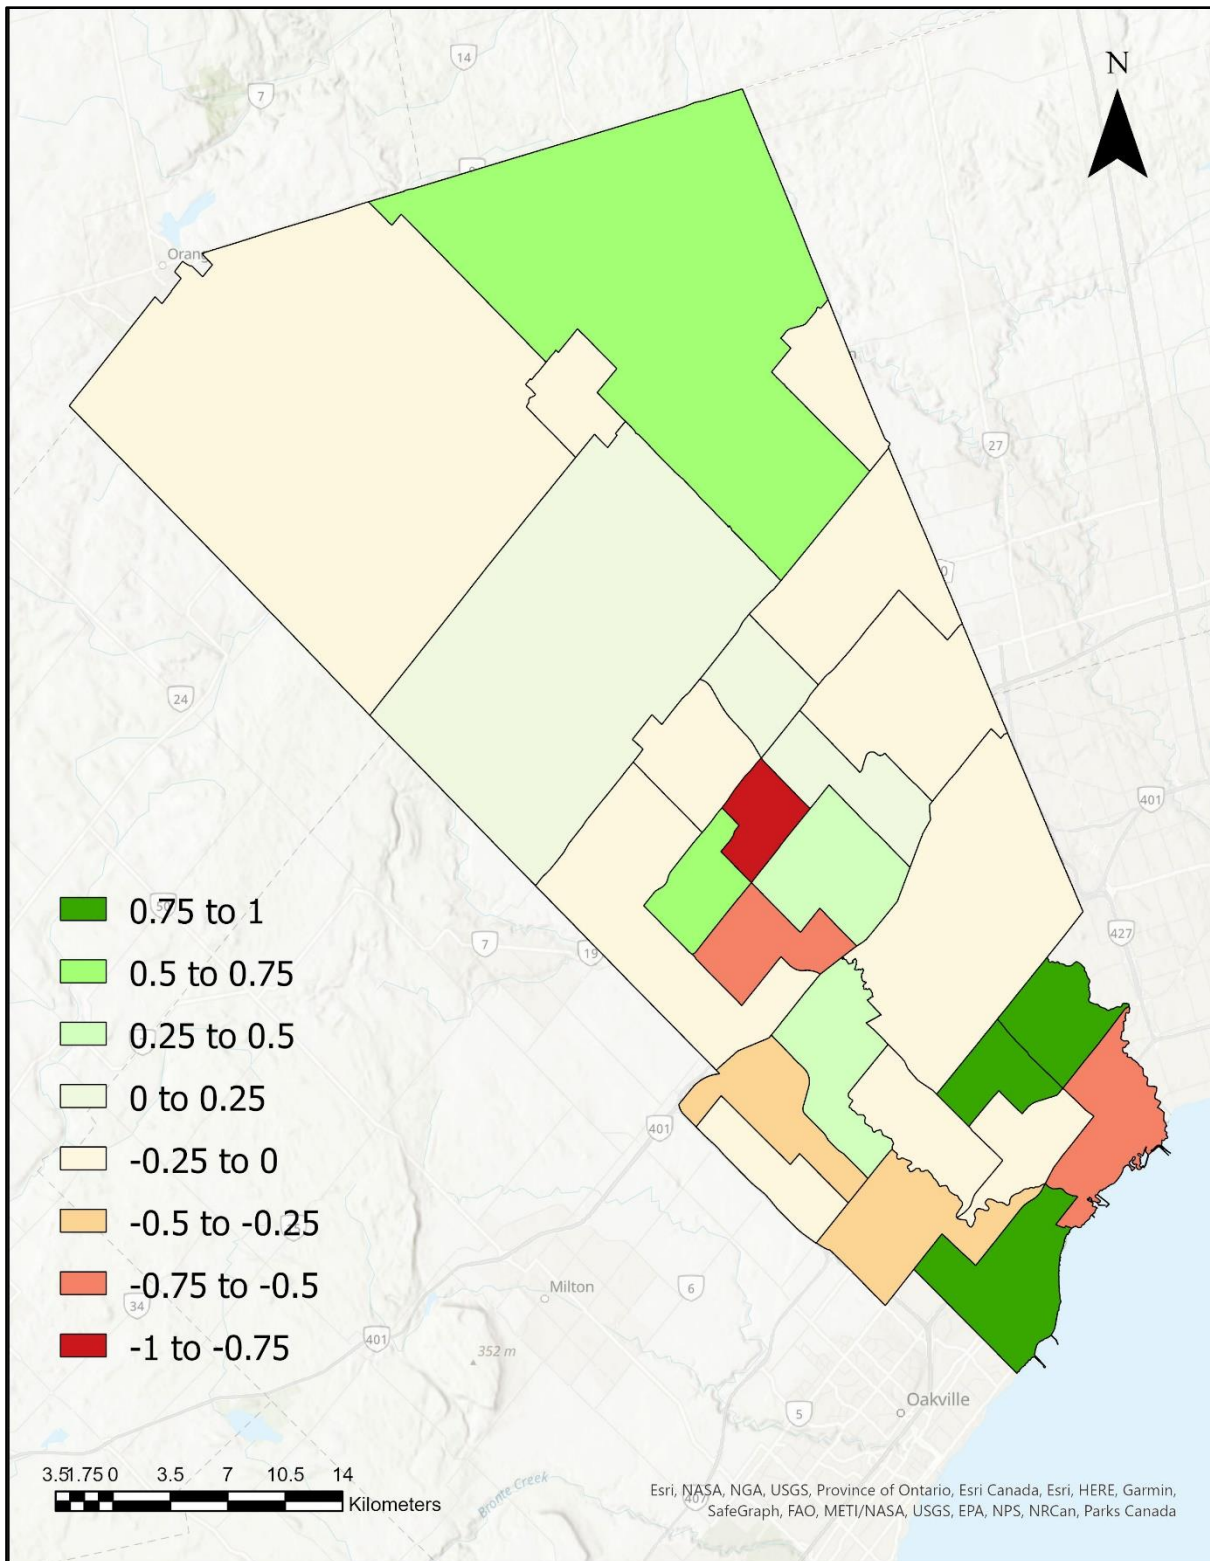 14
N
7
Orang
27
24
401
0.75 to 1
50
427
0.5 to 0.75
7
19
0.25 to 0.5
0 to 0.25
401
-0.25 to 0
-0.5 to -0.25
25
-0.75 to -0.5
Milton
6
34
401
-1 to -0.75
352 m
Oakville
5
3.5 1.75 0 3.5 7 10.5 14
Kilometers
Bronte Creek
407
Esri, NASA, NGA, USGS, Province of Ontario, Esri Canada, Esri, HERE, Garmin,
SafeGraph, FAO, METI/NASA, USGS, EPA, NPS, NRCan, Parks Canada